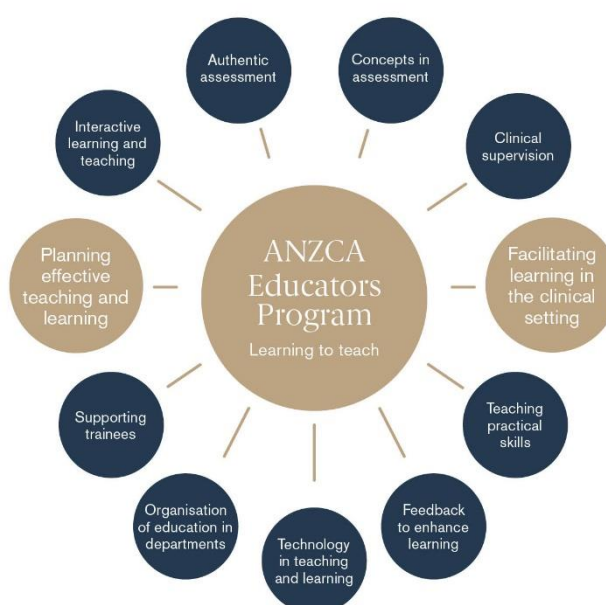 Authentic
assessment
Concepts in
assessment
Interactive
learning and
teaching
Clinical
supervision
Planning
effective
teaching and
learning
ANZCA
Educators
Program
Learning to teach
Facilitating
learning in
the clinical
setting
Supporting
trainees
Teaching
practical
skills
Organisation
of education in
departments
Technology
in teaching
and learning
Feedback
to enhance
learning